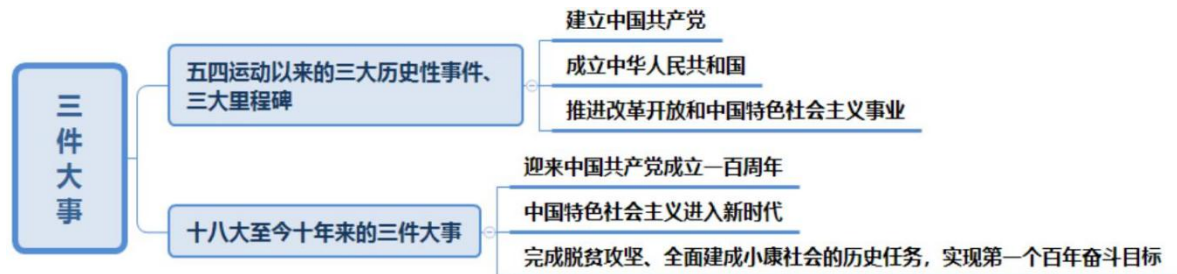 三件大事
五四运动以来的三大历史性事件、
三大里程碑
建立中国共产党
成立中华人民共和国
推进改革开放和中国特色社会主义事业
十八大至今十年来的三件大事
迎来中国共产党成立一百周年
中国特色社会主义进入新时代
完成脱贫攻坚、全面建成小康社会的历史任务，实现第一个百年奋斗目标